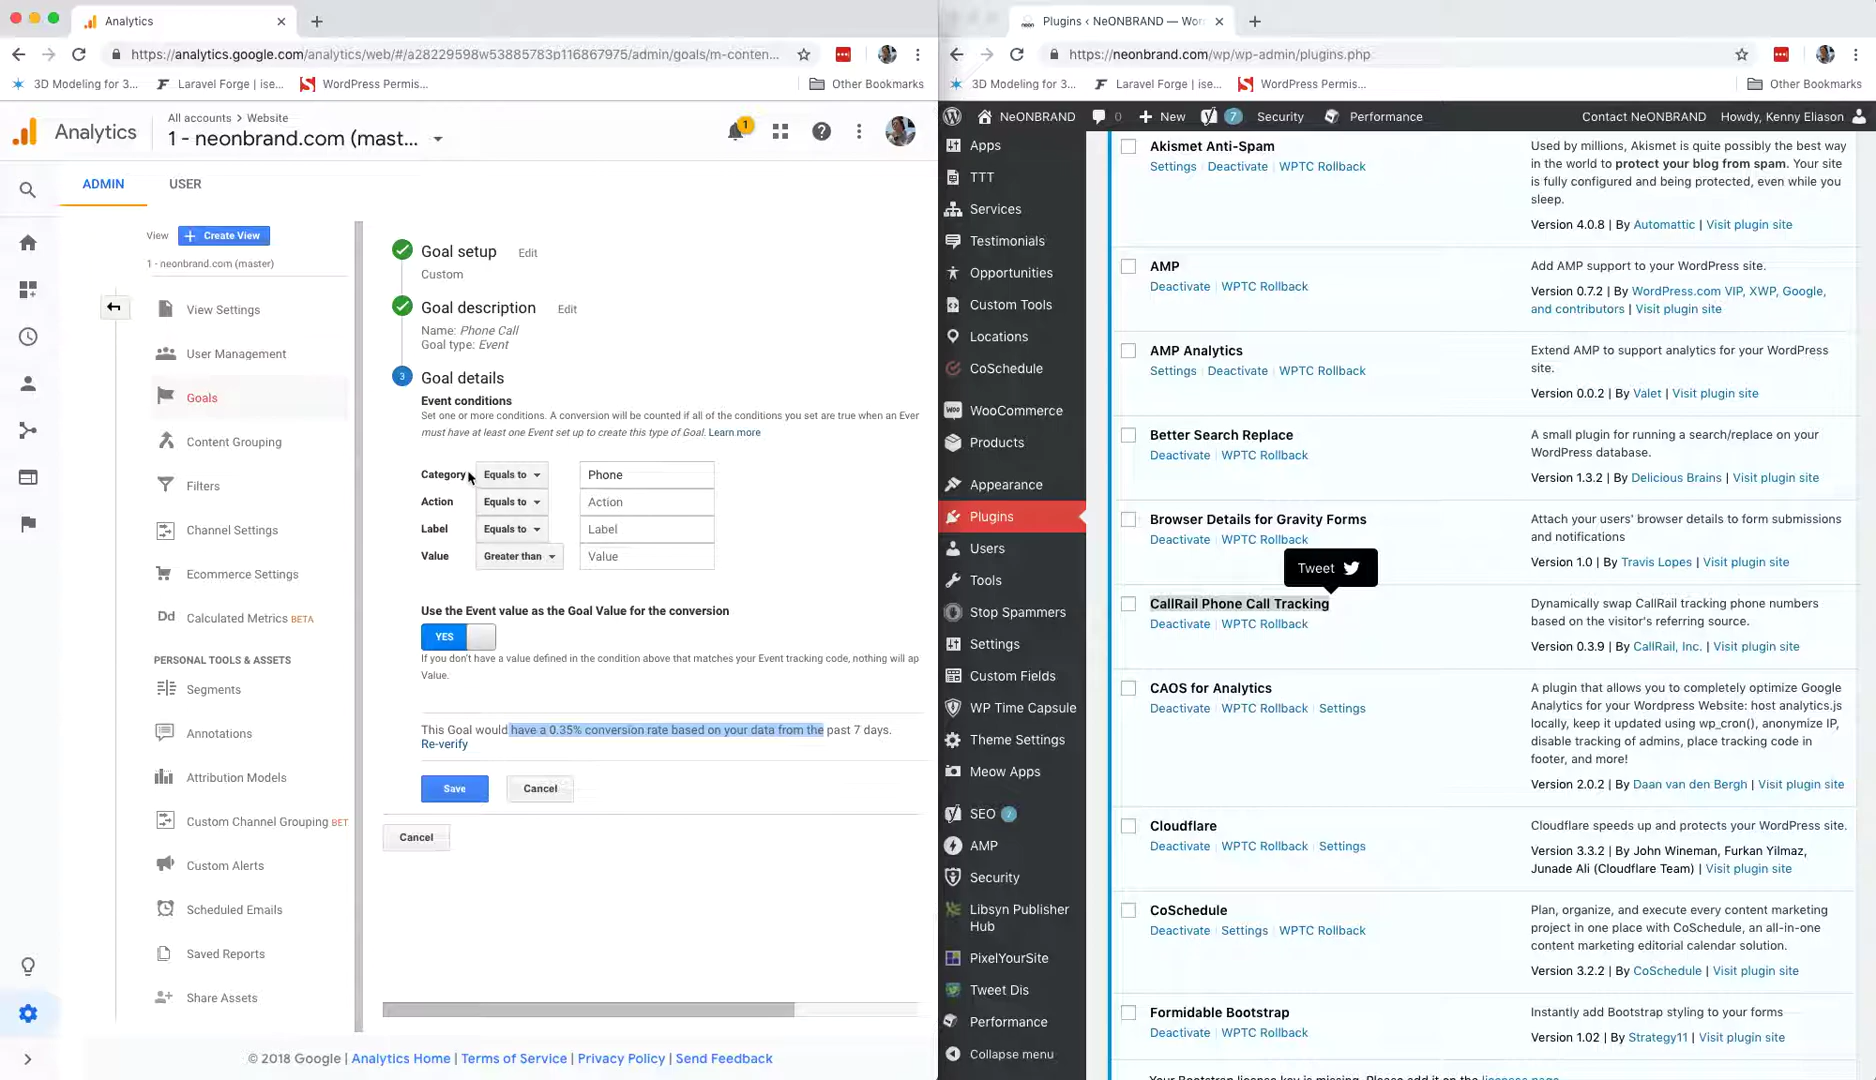 Analytics
https://analytics.google.com/analytics/web/#/a28229598w53885783p116867975/admin/goals/m-conten...
3D Modeling for 3...
Laravel Forge | ise...
WordPress Permis...
Other Bookmarks
Analytics
All accounts > Website
1 - neonbrand.com (mast...
1
ADMIN
USER
View
+ Create View
1 - neonbrand.com (master)
View Settings
User Management
Goals
Content Grouping
Filters
Channel Settings
Ecommerce Settings
Dd Calculated Metrics BETA
PERSONAL TOOLS & ASSETS
Segments
Annotations
Attribution Models
Custom Channel Grouping BET
Custom Alerts
Scheduled Emails
Saved Reports
Share Assets
Goal setup Edit
Custom
Goal description Edit
Name: Phone Call
Goal type: Event
3 Goal details
Event conditions
Set one or more conditions. A conversion will be counted if all of the conditions you set are true when an Ever
must have at least one Event set up to create this type of Goal. Learn more
Category Equals to Phone
Action Equals to Action
Label Equals to Label
Value Greater than Value
Use the Event value as the Goal Value for the conversion
YES
If you don't have a value defined in the condition above that matches your Event tracking code, nothing will ap
Value.
This Goal would have a 0.35% conversion rate based on your data from the past 7 days.
Re-verify
Save Cancel
Cancel
© 2018 Google | Analytics Home | Terms of Service | Privacy Policy | Send Feedback
Plugins ‹ NeONBRAND — Wor
https://neonbrand.com/wp/wp-admin/plugins.php
3D Modeling for 3...
Laravel Forge | ise...
WordPress Permis...
Other Bookmarks
NeONBRAND 0 + New 7 Security Performance Contact NeONBRAND Howdy, Kenny Eliason
Apps
TTT
Services
Testimonials
Opportunities
Custom Tools
Locations
CoSchedule
WooCommerce
Products
Appearance
Plugins
Users
Tools
Stop Spammers
Settings
Custom Fields
WP Time Capsule
Theme Settings
Meow Apps
SEO 7
AMP
Security
Libsyn Publisher
Hub
PixelYourSite
Tweet Dis
Performance
Collapse menu
Akismet Anti-Spam
Settings | Deactivate | WPTC Rollback
Used by millions, Akismet is quite possibly the best way
in the world to protect your blog from spam. Your site
is fully configured and being protected, even while you
sleep.
Version 4.0.8 | By Automattic | Visit plugin site
AMP
Deactivate | WPTC Rollback
Add AMP support to your WordPress site.
Version 0.7.2 | By WordPress.com VIP, XWP, Google,
and contributors | Visit plugin site
AMP Analytics
Settings | Deactivate | WPTC Rollback
Extend AMP to support analytics for your WordPress
site.
Version 0.0.2 | By Valet | Visit plugin site
Better Search Replace
Deactivate | WPTC Rollback
A small plugin for running a search/replace on your
WordPress database.
Version 1.3.2 | By Delicious Brains | Visit plugin site
Browser Details for Gravity Forms
Deactivate | WPTC Rollback
Attach your users' browser details to form submissions
and notifications
Version 1.0 | By Travis Lopes | Visit plugin site
Tweet
CallRail Phone Call Tracking
Deactivate | WPTC Rollback
Dynamically swap CallRail tracking phone numbers
based on the visitor's referring source.
Version 0.3.9 | By CallRail, Inc. | Visit plugin site
CAOS for Analytics
Deactivate | WPTC Rollback | Settings
A plugin that allows you to completely optimize Google
Analytics for your Wordpress Website: host analytics.js
locally, keep it updated using wp_cron(), anonymize IP,
disable tracking of admins, place tracking code in
footer, and more!
Version 2.0.2 | By Daan van den Bergh | Visit plugin site
Cloudflare
Deactivate | WPTC Rollback | Settings
Cloudflare speeds up and protects your WordPress site.
Version 3.3.2 | By John Wineman, Furkan Yilmaz,
Junade Ali (Cloudflare Team) | Visit plugin site
CoSchedule
Deactivate | Settings | WPTC Rollback
Plan, organize, and execute every content marketing
project in one place with CoSchedule, an all-in-one
content marketing editorial calendar solution.
Version 3.2.2 | By CoSchedule | Visit plugin site
Formidable Bootstrap
Deactivate | WPTC Rollback
Instantly add Bootstrap styling to your forms
Version 1.02 | By Strategy11 | Visit plugin site
Your Bootstrap license key is missing. Please add it on the licenses page.